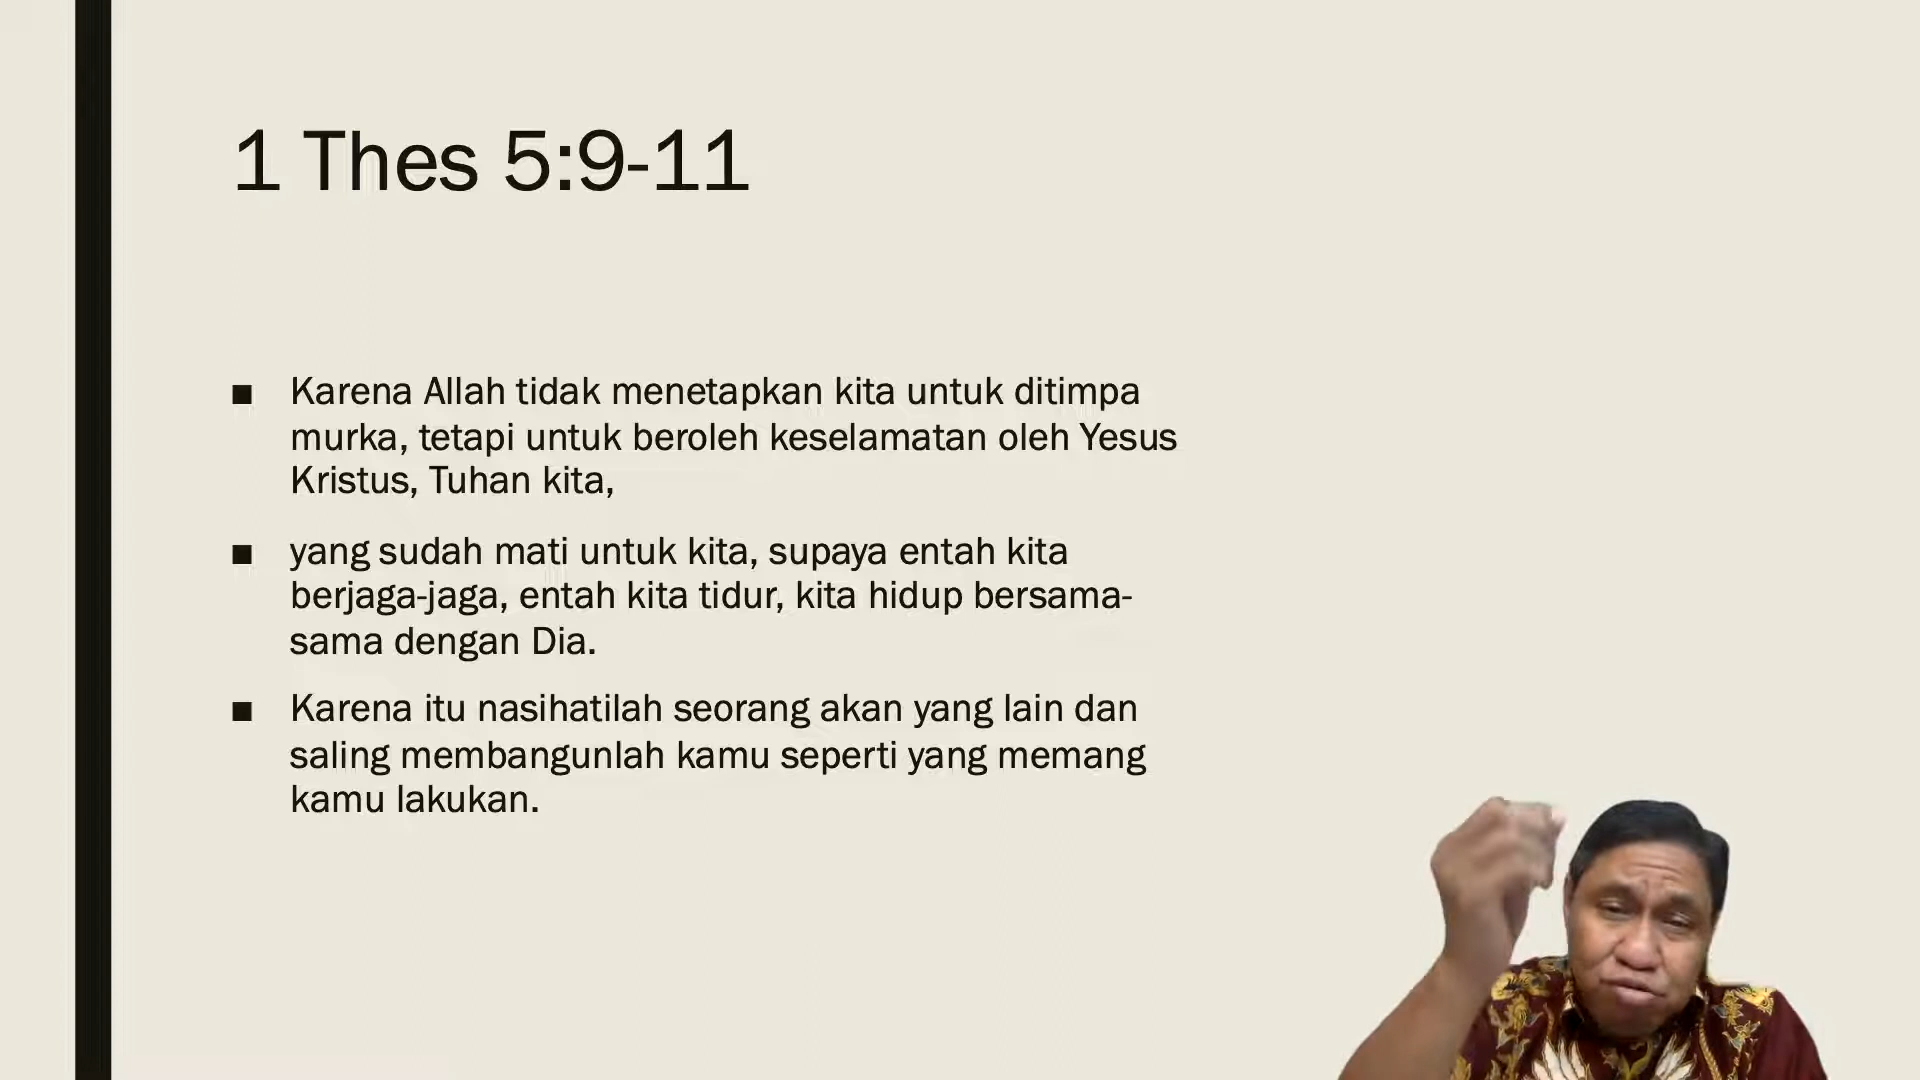 1 Thes 5:9-11
■ Karena Allah tidak menetapkan kita untuk ditimpa
murka, tetapi untuk beroleh keselamatan oleh Yesus
Kristus, Tuhan kita,
■ yang sudah mati untuk kita, supaya entah kita
berjaga-jaga, entah kita tidur, kita hidup bersama-
sama dengan Dia.
■ Karena itu nasihatilah seorang akan yang lain dan
saling membangunlah kamu seperti yang memang
kamu lakukan.